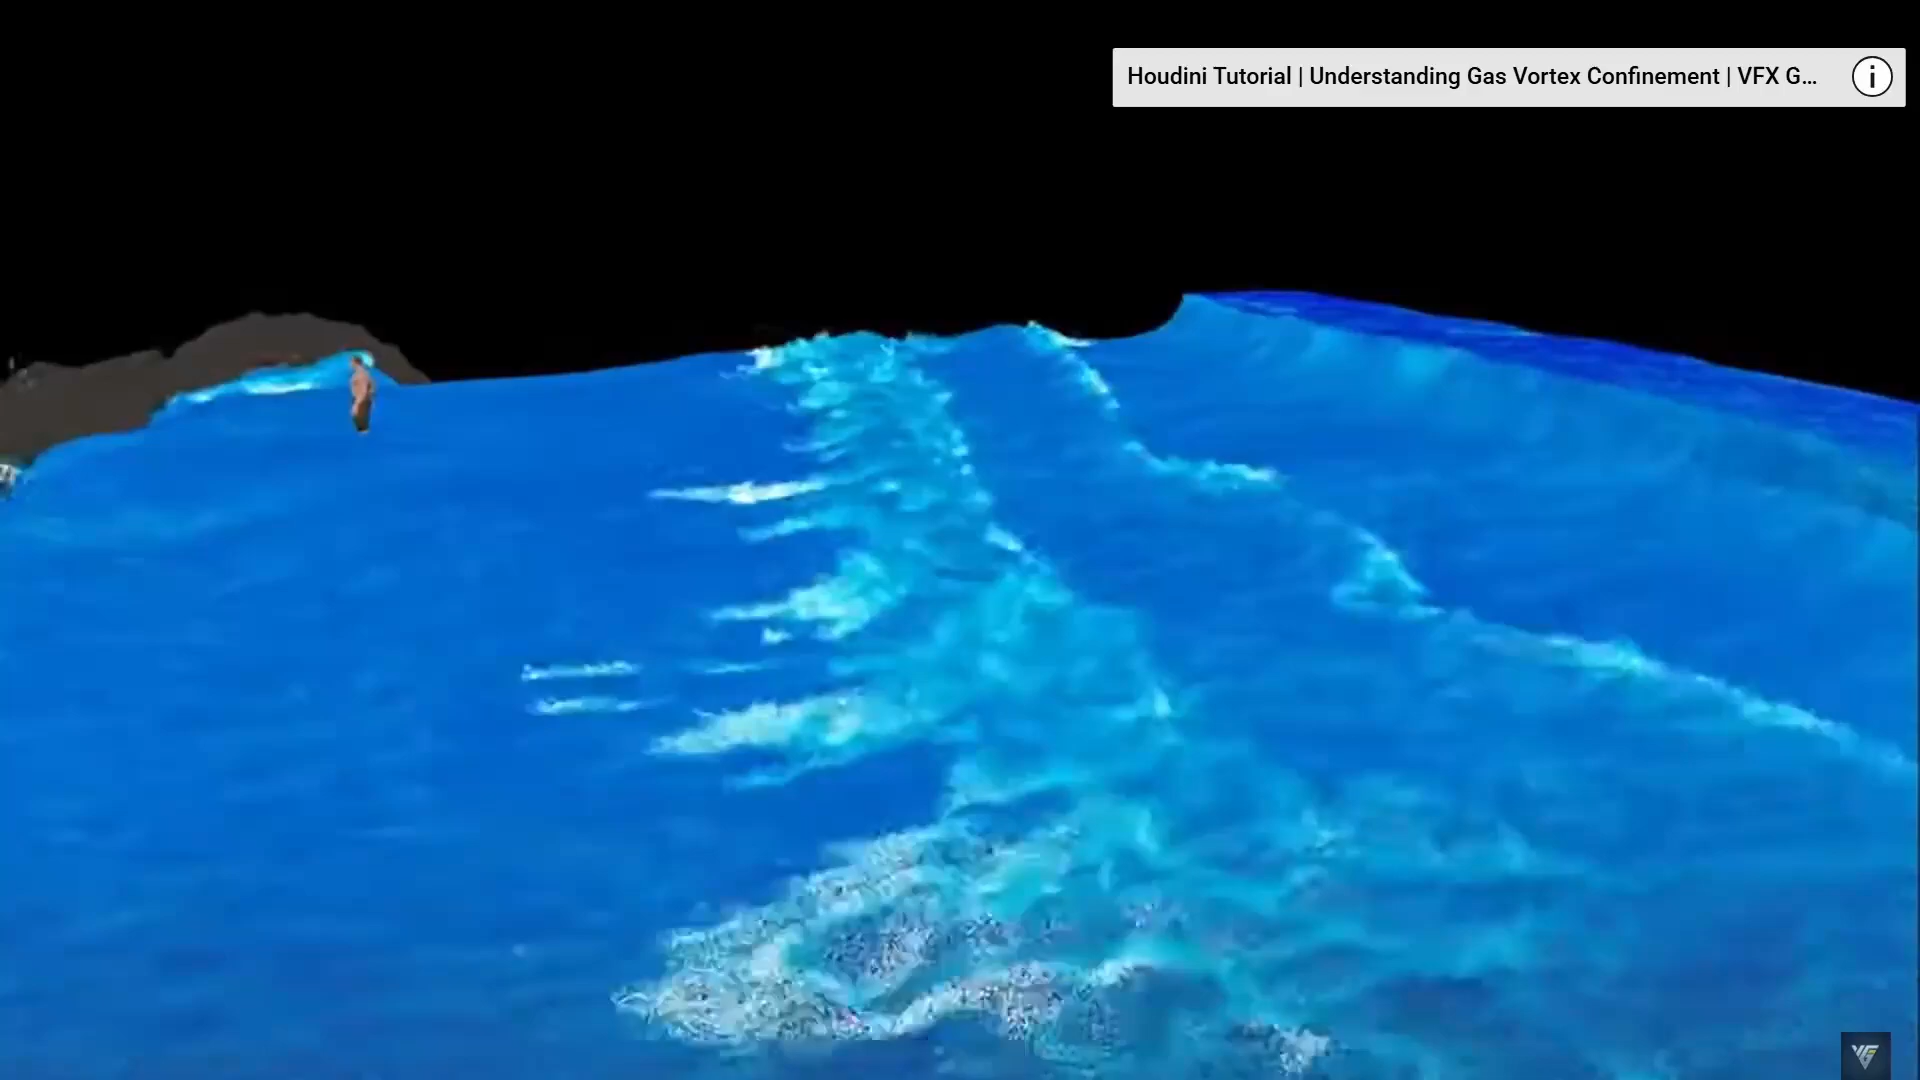 Houdini Tutorial | Understanding Gas Vortex Confinement | VFX G...